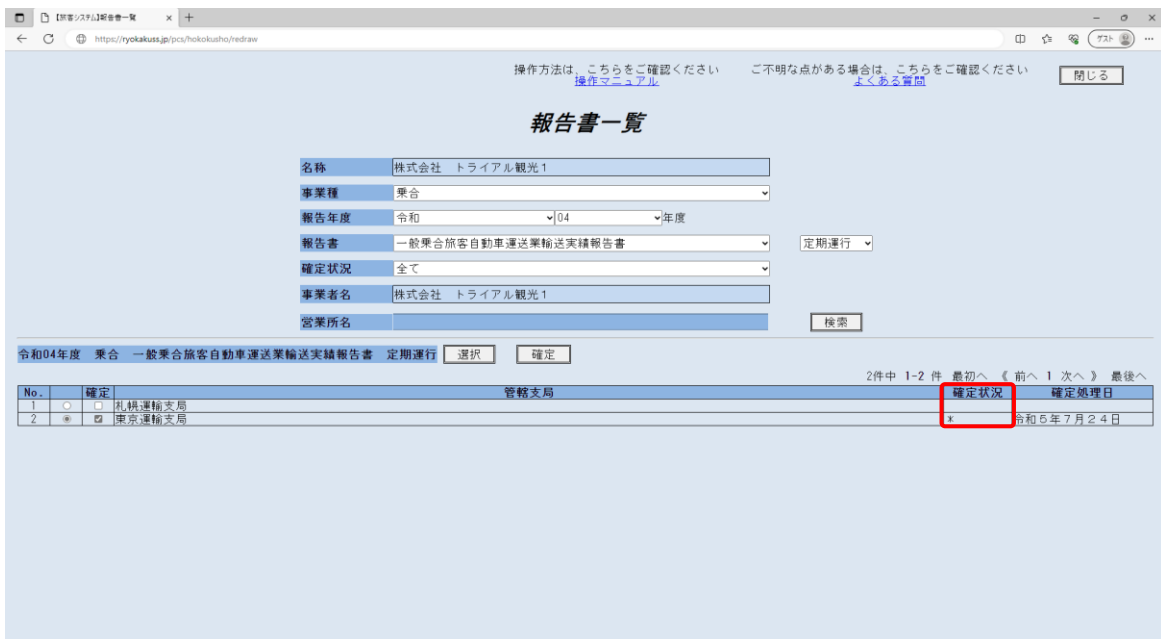 【旅客システム】報告書一覧
https://ryokakuss.jp/pcs/hokokusho/redraw
ゲスト
操作方法は、こちらをご確認ください ご不明な点がある場合は、こちらをご確認ください
操作マニュアル よくある質問
閉じる
報告書一覧
名称 株式会社 トライアル観光1
事業種 乗合
報告年度 令和 04 年度
報告書 一般乗合旅客自動車運送業輸送実績報告書 定期運行
確定状況 全て
事業者名 株式会社 トライアル観光1
営業所名 検索
令和04年度 乗合 一般乗合旅客自動車運送業輸送実績報告書 定期運行 選択 確定
2件中 1-2 件 最初へ 《 前へ 1 次へ 》 最後へ
No. 確定 管轄支局 確定状況 確定処理日
1 札幌運輸支局
2 東京運輸支局 * 令和5年7月24日